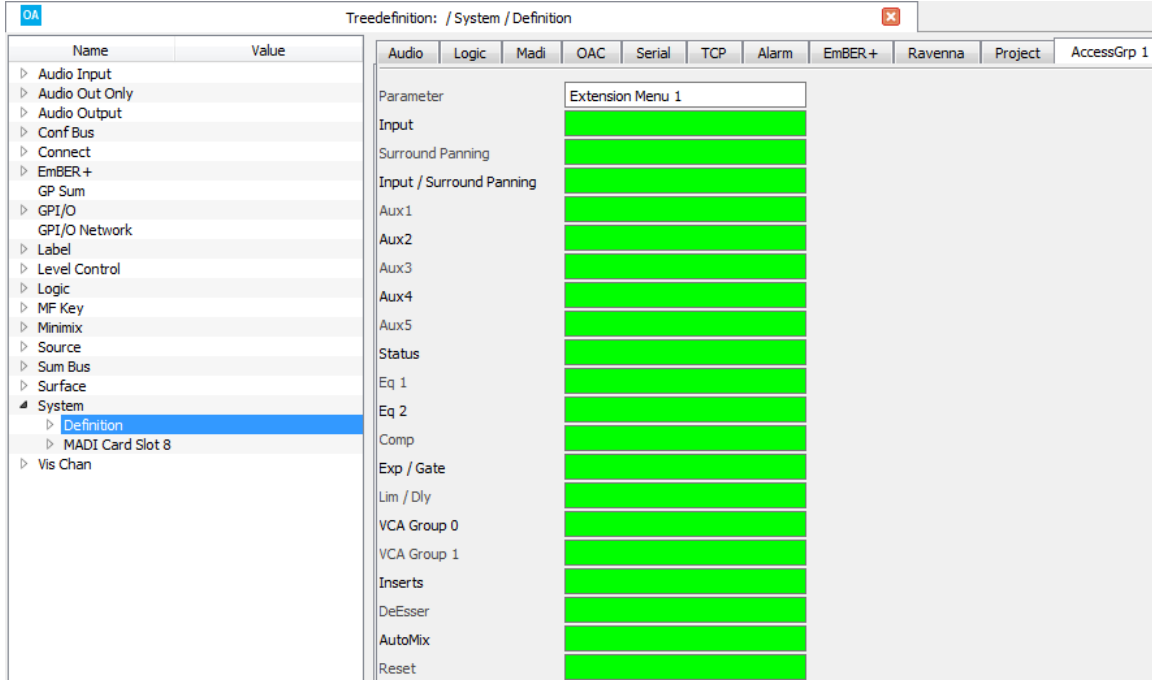 OA Treedefinition: / System / Definition
Name Value
Audio Input
Audio Out Only
Audio Output
Conf Bus
Connect
EmBER+
GP Sum
GPI/O
GPI/O Network
Label
Level Control
Logic
MF Key
Minimix
Source
Sum Bus
Surface
System
Definition
MADI Card Slot 8
Vis Chan
Audio Logic Madi OAC Serial TCP Alarm EmBER+ Ravenna Project AccessGrp 1
Parameter Extension Menu 1
Input
Surround Panning
Input / Surround Panning
Aux1
Aux2
Aux3
Aux4
Aux5
Status
Eq 1
Eq 2
Comp
Exp / Gate
Lim / Dly
VCA Group 0
VCA Group 1
Inserts
DeEsser
AutoMix
Reset